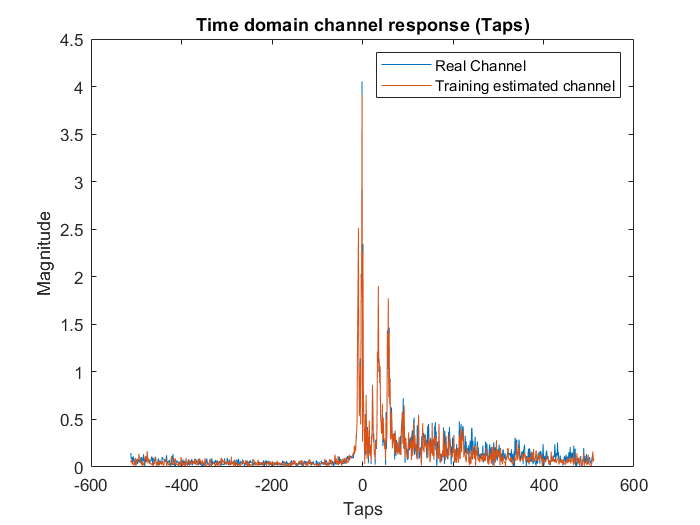 Time domain channel response (Taps)
Real Channel
Training estimated channel
4.5
4
3.5
3
2.5
2
1.5
1
0.5
0
Magnitude
-600 -400 -200 0 200 400 600
Taps